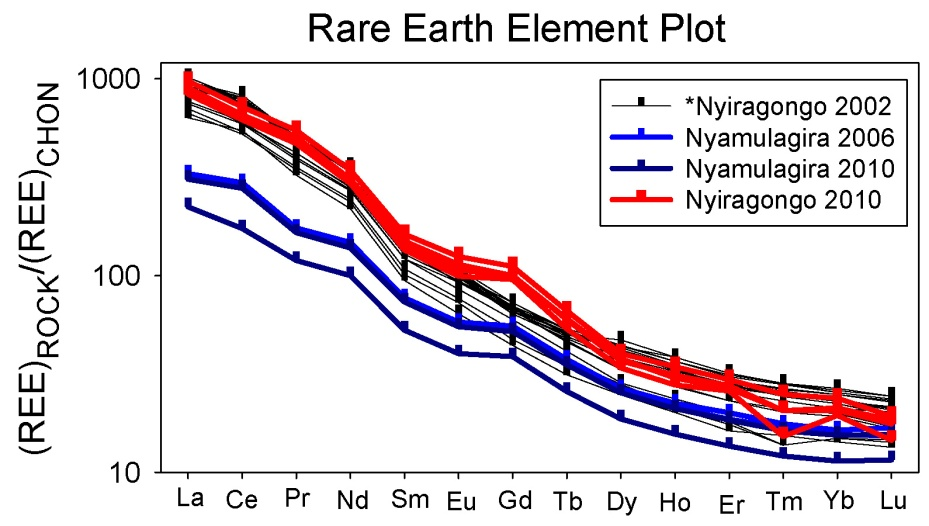 Rare Earth Element Plot
(REE)ROCK/(REE)CHON
1000
100
10
*Nyiragongo 2002
Nyamulagira 2006
Nyamulagira 2010
Nyiragongo 2010
La Ce Pr Nd Sm Eu Gd Tb Dy Ho Er Tm Yb Lu